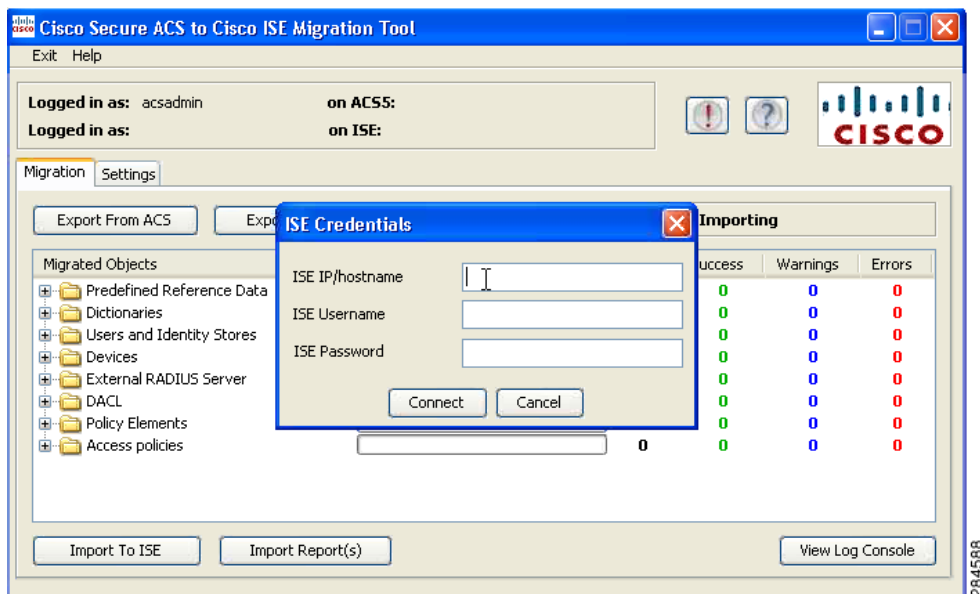 Cisco Secure ACS to Cisco ISE Migration Tool
Exit Help
Logged in as: acsadmin on ACS5:
Logged in as: on ISE:
CISCO
Migration Settings
Export From ACS
Importing
ISE Credentials
Migrated Objects Warnings Errors
ISE IP/hostname
ISE Username
ISE Password
Connect Cancel
Predefined Reference Data 0 0 0
Dictionaries 0 0 0
Users and Identity Stores 0 0 0
Devices 0 0 0
External RADIUS Server 0 0 0
DACL 0 0 0
Policy Elements 0 0 0
Access policies 0 0 0 0
Import To ISE Import Report(s) View Log Console
284588